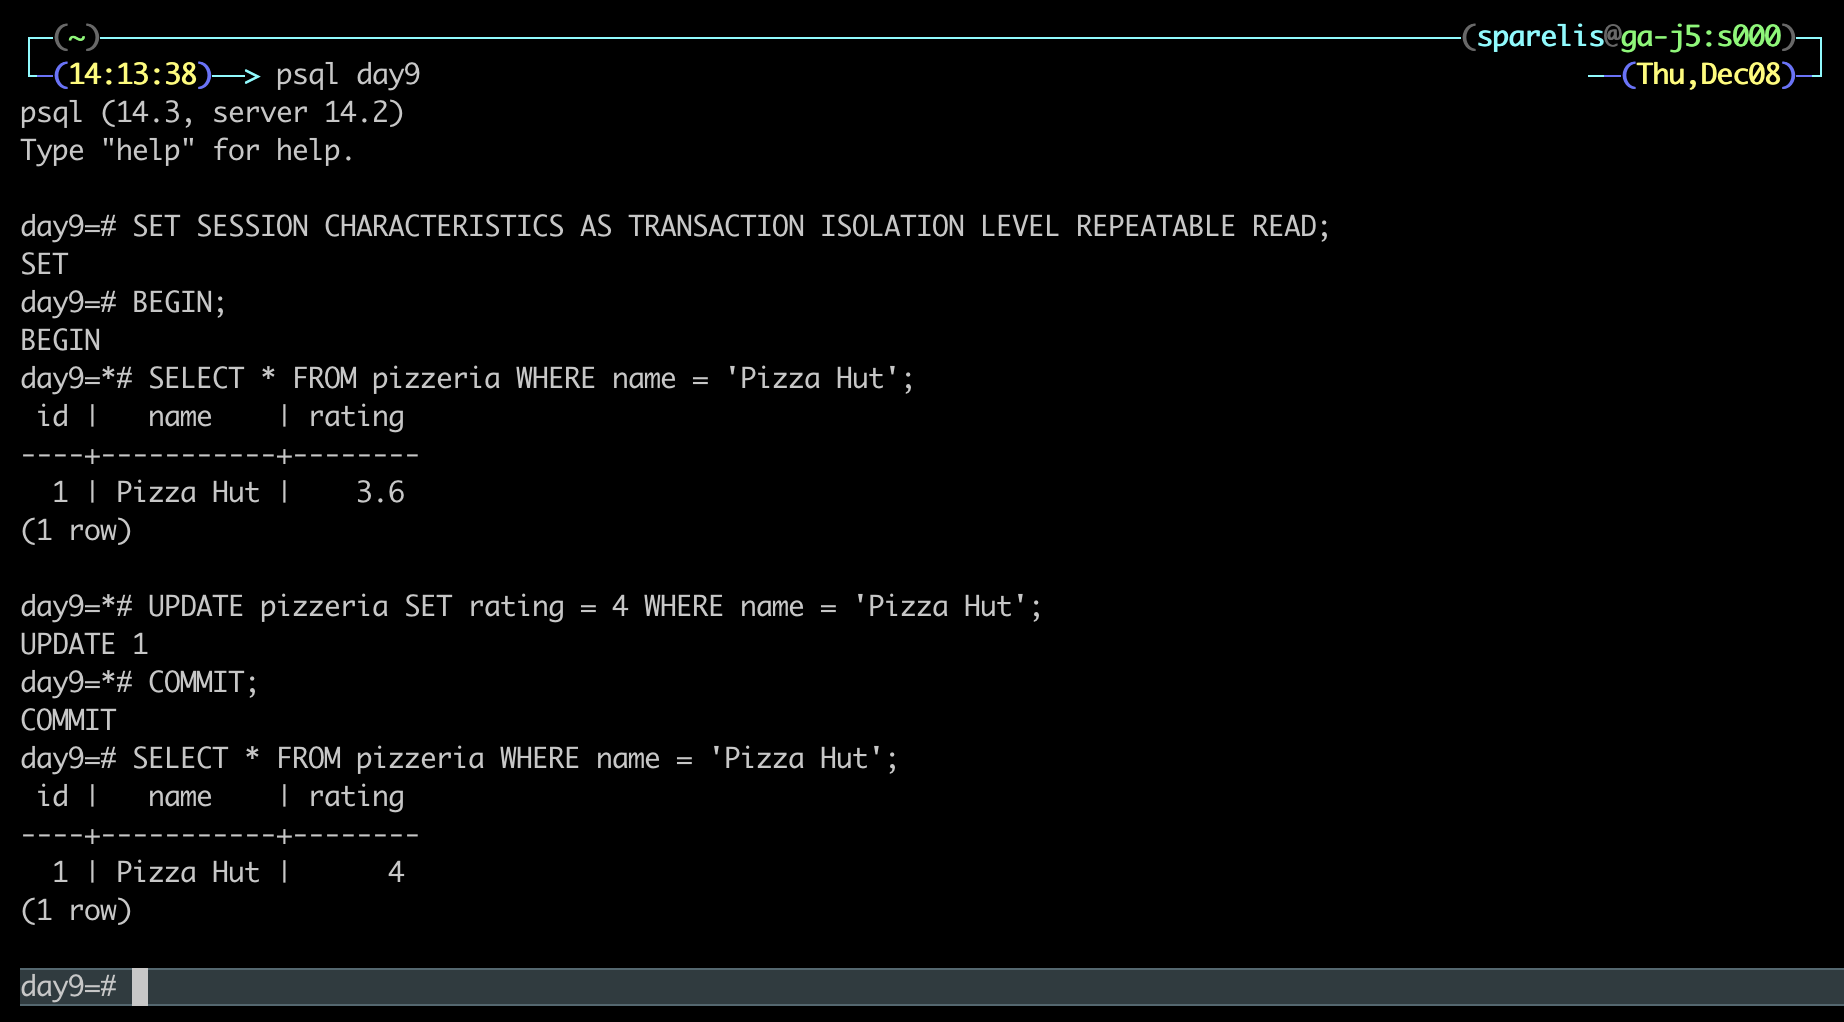 (~) (sparelis@ga-j5:s000)
(14:13:38)—> psql day9 (Thu,Dec08)
psql (14.3, server 14.2)
Type "help" for help.
day9=# SET SESSION CHARACTERISTICS AS TRANSACTION ISOLATION LEVEL REPEATABLE READ;
SET
day9=# BEGIN;
BEGIN
day9=*# SELECT * FROM pizzeria WHERE name = 'Pizza Hut';
 id |   name    | rating
----+-----------+--------
  1 | Pizza Hut |    3.6
(1 row)
day9=*# UPDATE pizzeria SET rating = 4 WHERE name = 'Pizza Hut';
UPDATE 1
day9=*# COMMIT;
COMMIT
day9=# SELECT * FROM pizzeria WHERE name = 'Pizza Hut';
 id |   name    | rating
----+-----------+--------
  1 | Pizza Hut |      4
(1 row)
day9=#